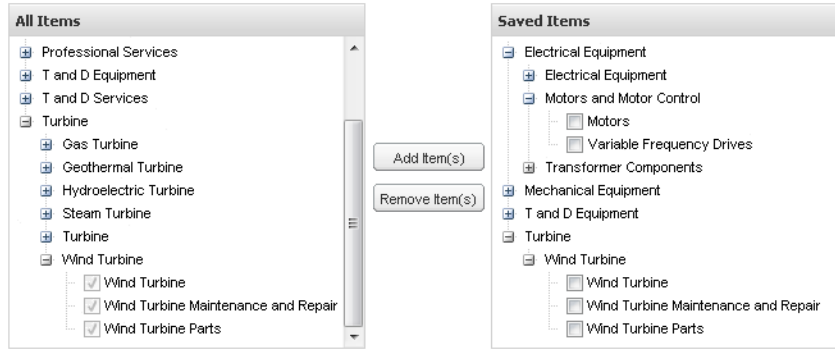 All Items
Professional Services
T and D Equipment
T and D Services
Turbine
Gas Turbine
Geothermal Turbine
Hydroelectric Turbine
Steam Turbine
Turbine
Wind Turbine
Wind Turbine
Wind Turbine Maintenance and Repair
Wind Turbine Parts
Add Item(s)
Remove Item(s)
Saved Items
Electrical Equipment
Electrical Equipment
Motors and Motor Control
Motors
Variable Frequency Drives
Transformer Components
Mechanical Equipment
T and D Equipment
Turbine
Wind Turbine
Wind Turbine
Wind Turbine Maintenance and Repair
Wind Turbine Parts